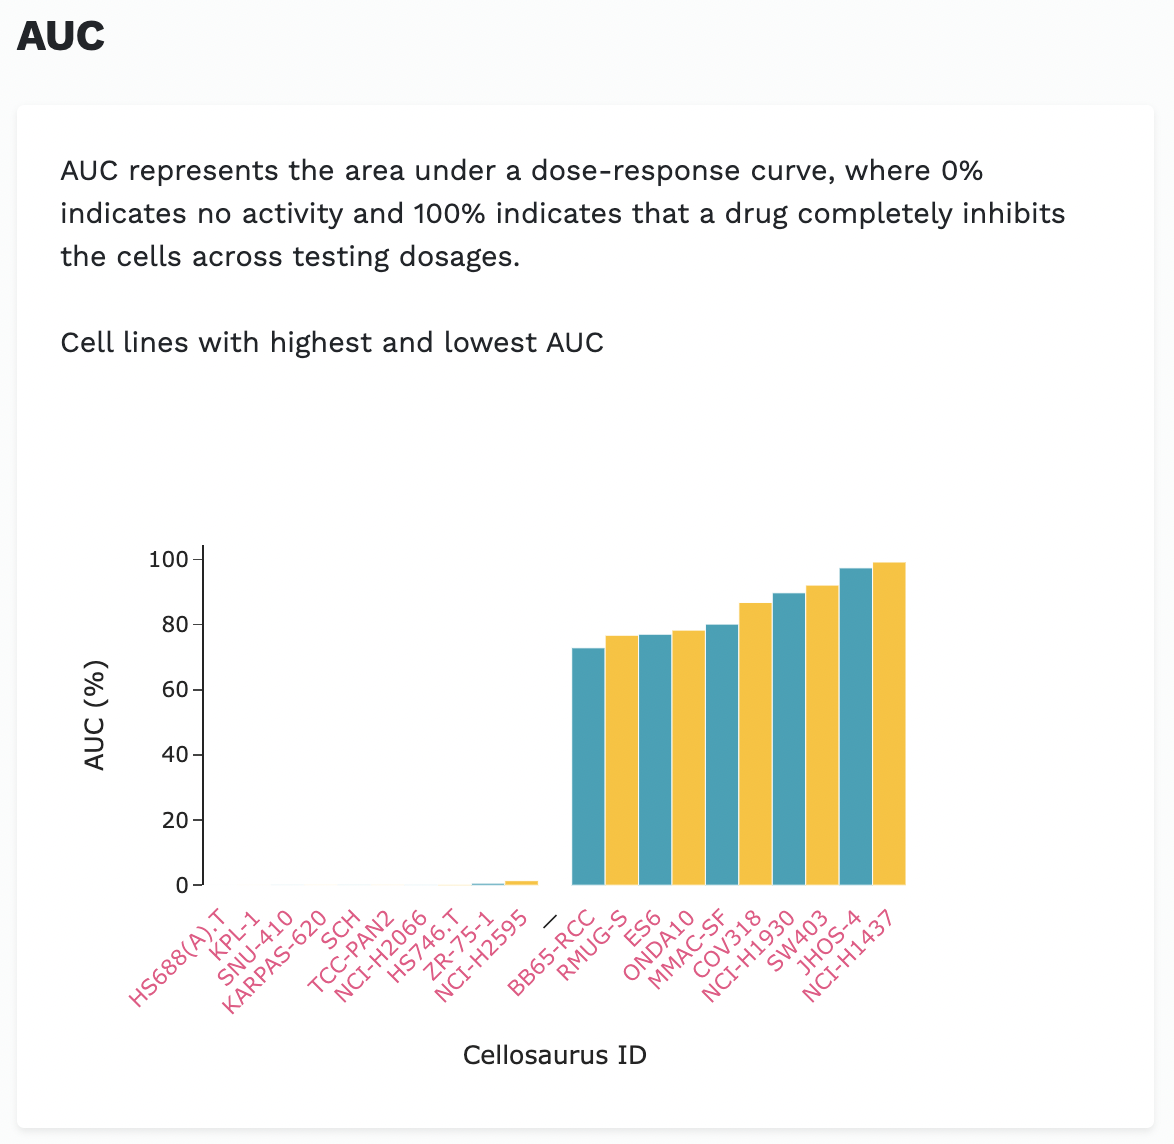 AUC
AUC represents the area under a dose-response curve, where 0%
indicates no activity and 100% indicates that a drug completely inhibits
the cells across testing dosages.
Cell lines with highest and lowest AUC
100
80
60
40
20
0
AUC (%)
HS688(A).T
KPL-1
SNU-410
KARPAS-620
SCH
TCC-PAN2
NCI-H2066
HS746.T
ZR-75-1
NCI-H2595
/
BB65-RCC
RMUG-S
ES6
ONDA10
MMAC-SF
COV318
NCI-H1930
SW403
JHOS-4
NCI-H1437
Cellosaurus ID